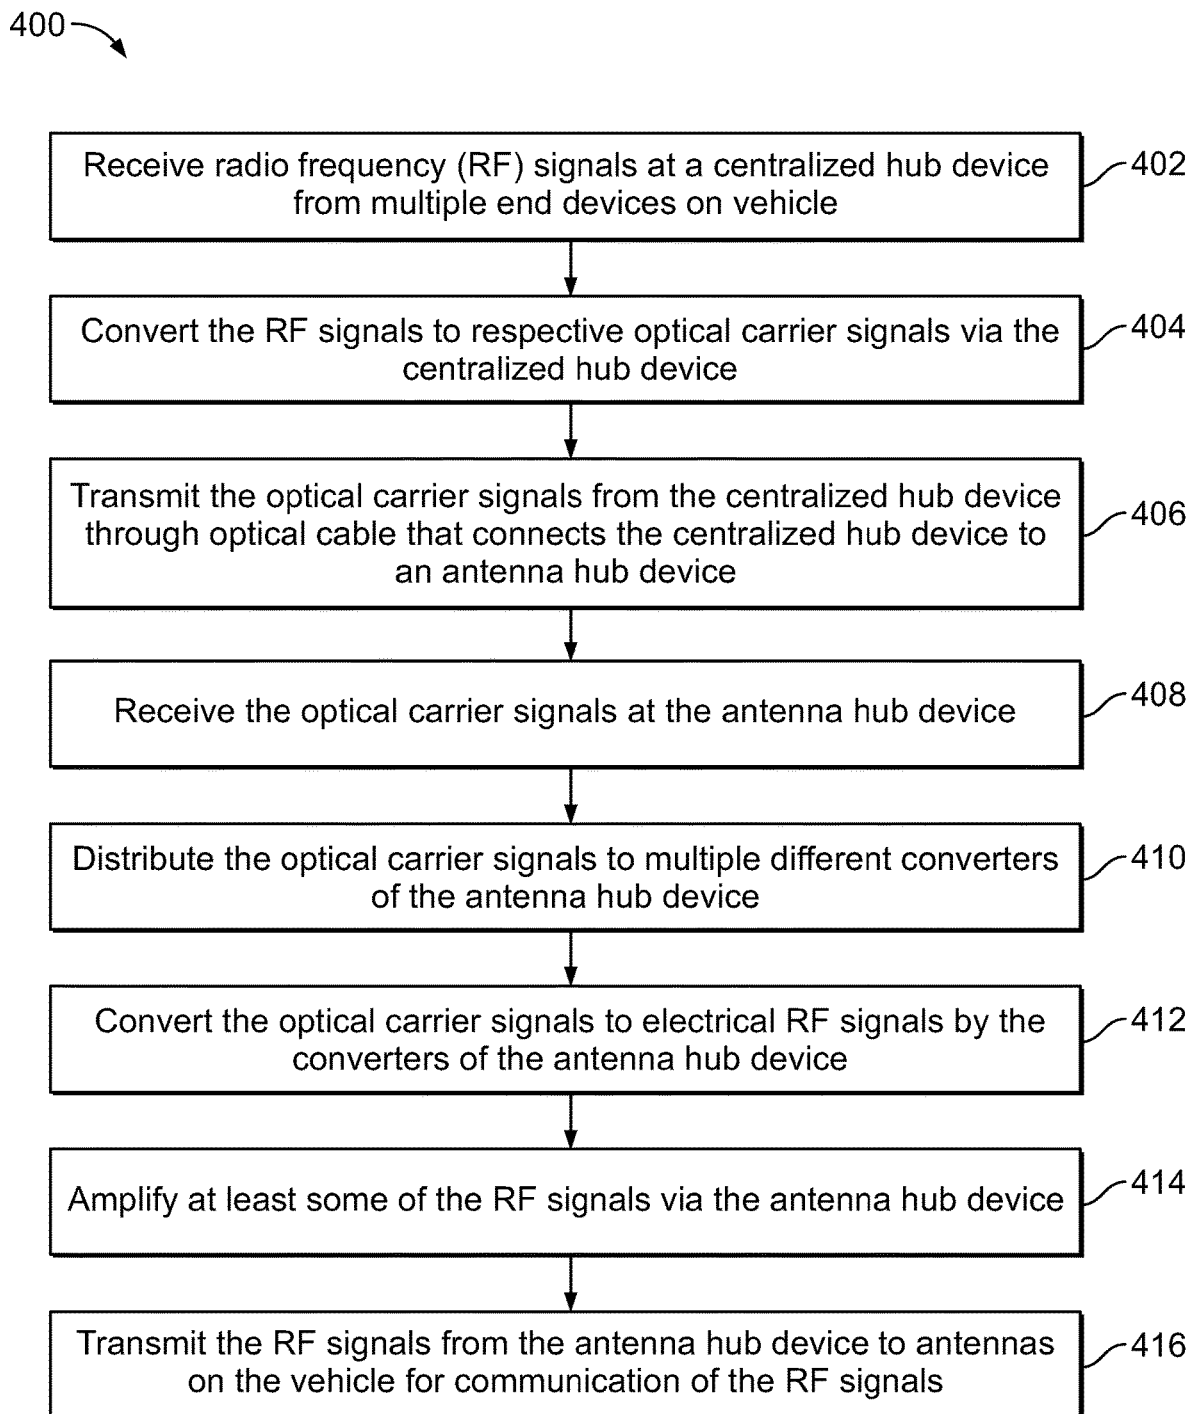 400
Receive radio frequency (RF) signals at a centralized hub device
from multiple end devices on vehicle
402
Convert the RF signals to respective optical carrier signals via the
centralized hub device
404
Transmit the optical carrier signals from the centralized hub device
through optical cable that connects the centralized hub device to
an antenna hub device
406
Receive the optical carrier signals at the antenna hub device
408
Distribute the optical carrier signals to multiple different converters
of the antenna hub device
410
Convert the optical carrier signals to electrical RF signals by the
converters of the antenna hub device
412
Amplify at least some of the RF signals via the antenna hub device
414
Transmit the RF signals from the antenna hub device to antennas
on the vehicle for communication of the RF signals
416